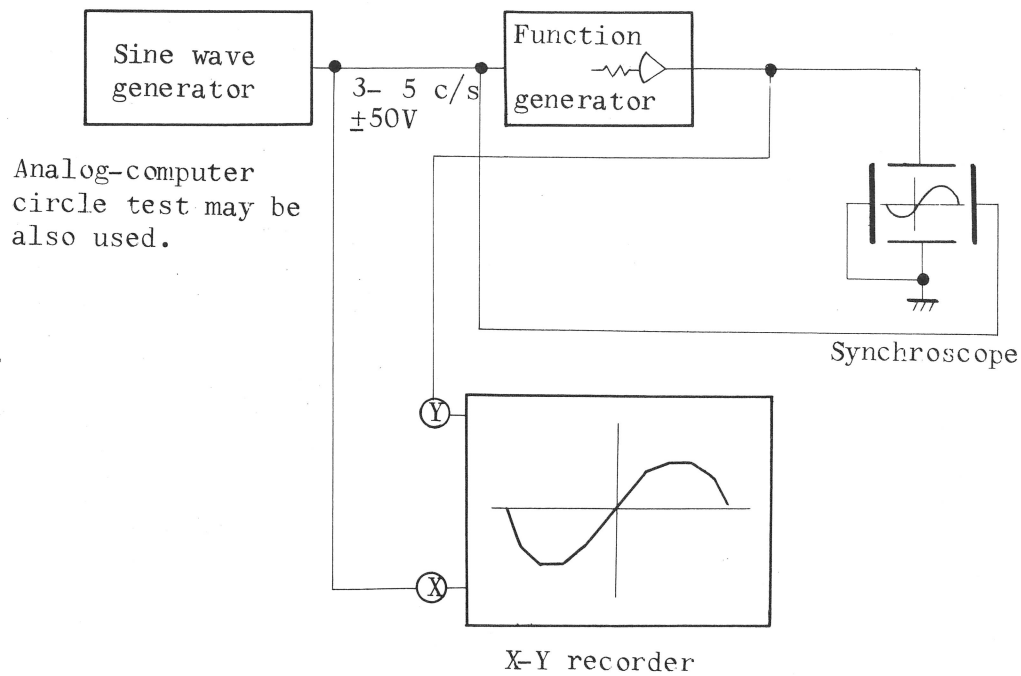 Sine wave
generator
3- 5 c/s
±50V
Function
generator
Analog-computer
circle test may be
also used.
Synchroscope
Y
X
X-Y recorder